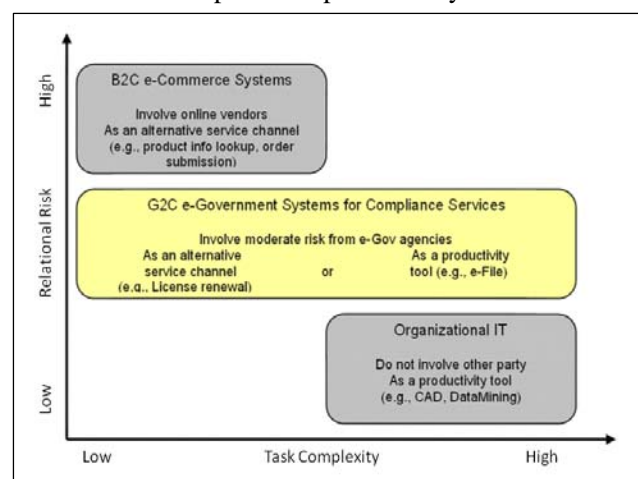 High
Relational Risk
Low
B2C e-Commerce Systems
Involve online vendors
As an alternative service channel
(e.g., product info lookup, order
submission)
G2C e-Government Systems for Compliance Services
Involve moderate risk from e-Gov agencies
As an alternative
service channel
(e.g., License renewal)
or
As a productivity
tool (e.g., e-File)
Organizational IT
Do not involve other party
As a productivity tool
(e.g., CAD, DataMining)
Low
Task Complexity
High